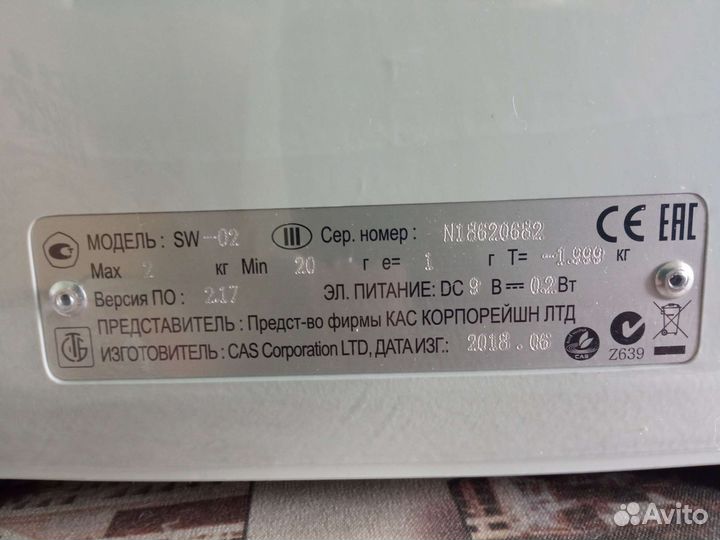 МОДЕЛЬ : SW-02 III Сер. номер : N18620682 CE EAC
Max 2 кг Min 20 г e= 1 г T= -1.999 кг
Версия ПО : 2.17 ЭЛ. ПИТАНИЕ: DC 9 В 0.2 Вт
ПРЕДСТАВИТЕЛЬ : Предст-во фирмы КАС КОРПОРЕЙШН ЛТД
ИЗГОТОВИТЕЛЬ : CAS Corporation LTD, ДАТА ИЗГ.: 2018.06
CAS
Z639
Avito